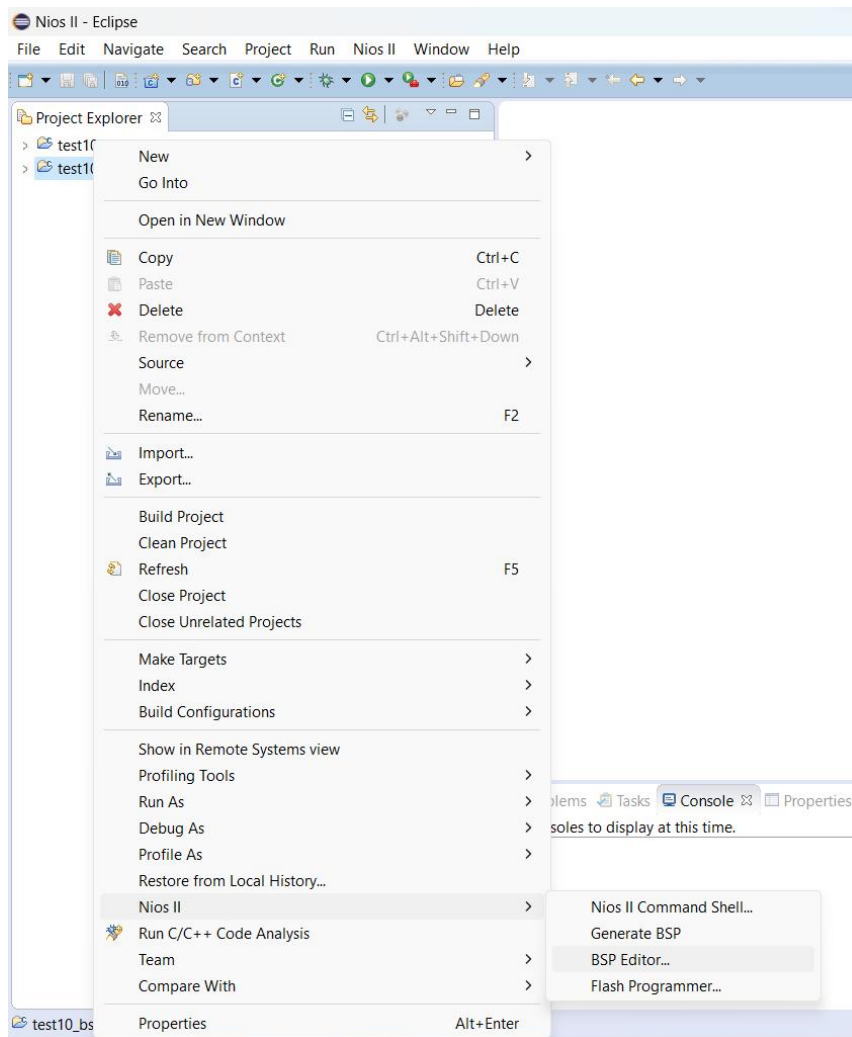 Nios II - Eclipse
File Edit Navigate Search Project Run Nios II Window Help
Project Explorer
test10
test10
New
Go Into
Open in New Window
Copy Ctrl+C
Paste Ctrl+V
Delete Delete
Remove from Context Ctrl+Alt+Shift+Down
Source
Move...
Rename... F2
Import...
Export...
Build Project
Clean Project
Refresh F5
Close Project
Close Unrelated Projects
Make Targets
Index
Build Configurations
Show in Remote Systems view
Profiling Tools
Run As
Debug As
Profile As
Restore from Local History...
Nios II
Run C/C++ Code Analysis
Team
Compare With
Properties Alt+Enter
blems Tasks Console Properties
soles to display at this time.
Nios II Command Shell...
Generate BSP
BSP Editor...
Flash Programmer...
test10_bs